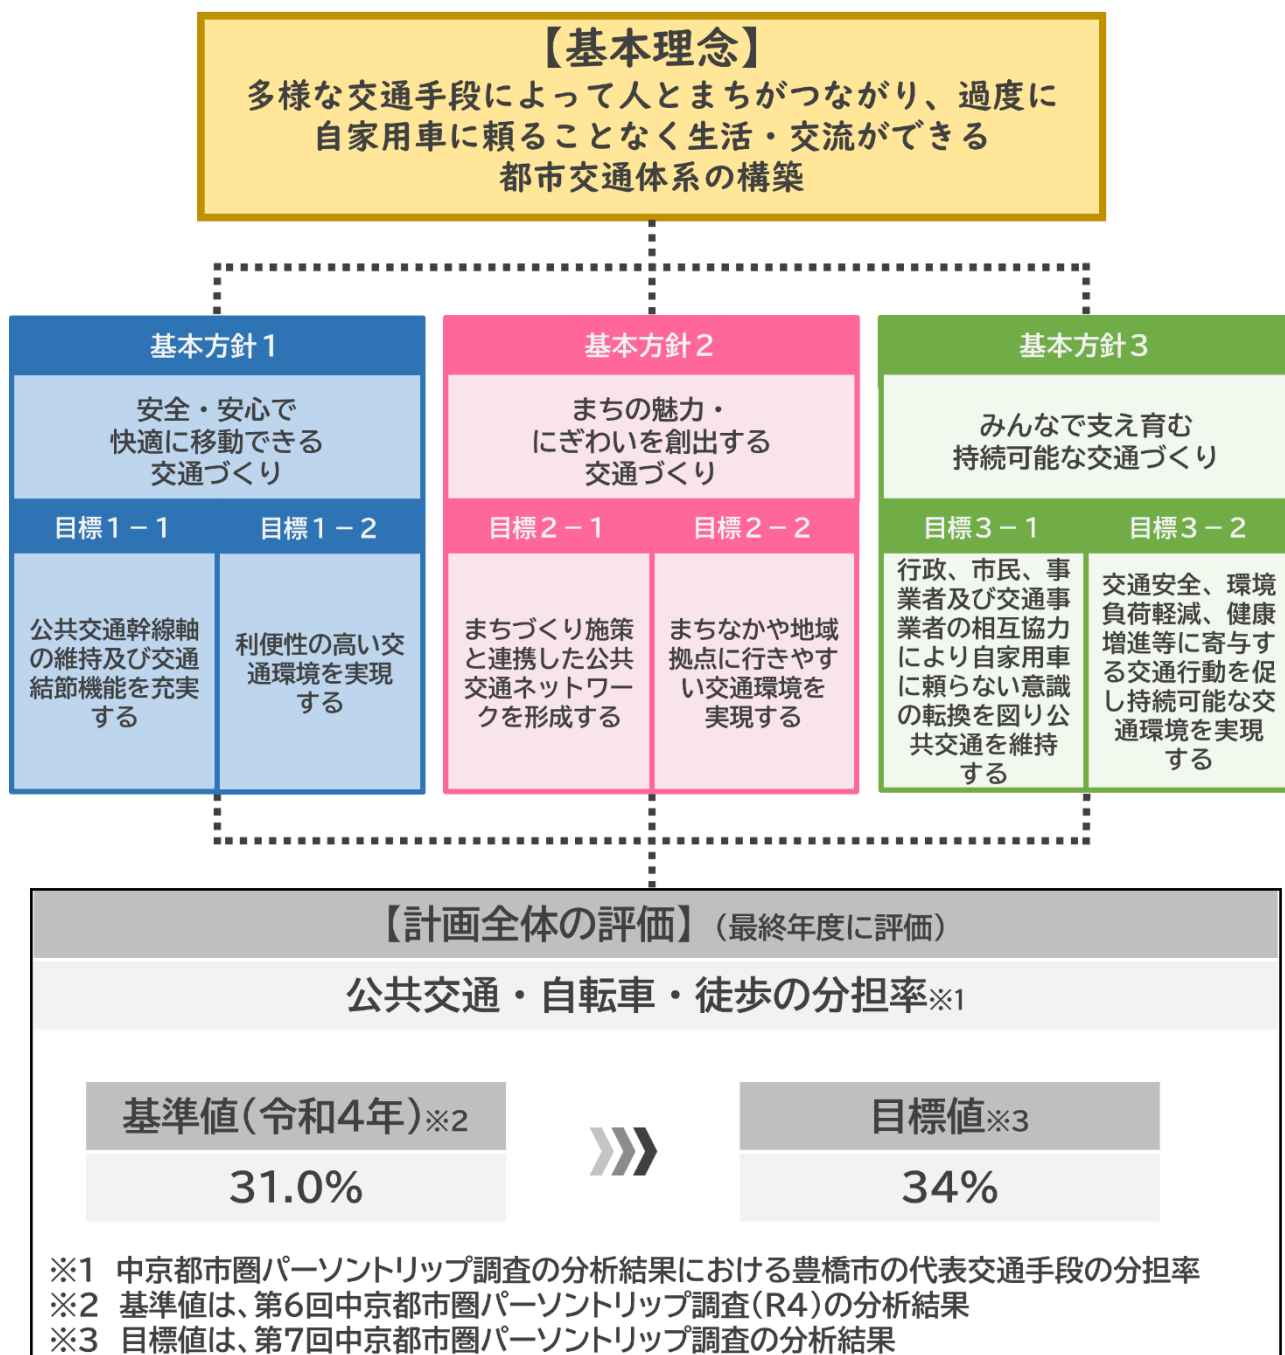 【基本理念】
多様な交通手段によって人とまちがつながり、過度に
自家用車に頼ることなく生活・交流ができる
都市交通体系の構築
基本方針1
安全・安心で
快適に移動できる
交通づくり
目標1－1
公共交通幹線軸
の維持及び交通
結節機能を充実
する
目標1－2
利便性の高い交
通環境を実現
する
基本方針2
まちの魅力・
にぎわいを創出する
交通づくり
目標2－1
まちづくり施策
と連携した公共
交通ネットワー
クを形成する
目標2－2
まちなかや地域
拠点に行きやす
い交通環境を
実現する
基本方針3
みんなで支え育む
持続可能な交通づくり
目標3－1
行政、市民、事
業者及び交通事
業者の相互協力
により自家用車
に頼らない意識
の転換を図り公
共交通を維持
する
目標3－2
交通安全、環境
負荷軽減、健康
増進等に寄与す
る交通行動を促
し持続可能な交
通環境を実現
する
【計画全体の評価】（最終年度に評価）
公共交通・自転車・徒歩の分担率※1
基準値（令和4年）※2
31.0%
目標値※3
34%
※1 中京都市圏パーソントリップ調査の分析結果における豊橋市の代表交通手段の分担率
※2 基準値は、第6回中京都市圏パーソントリップ調査（R4）の分析結果
※3 目標値は、第7回中京都市圏パーソントリップ調査の分析結果